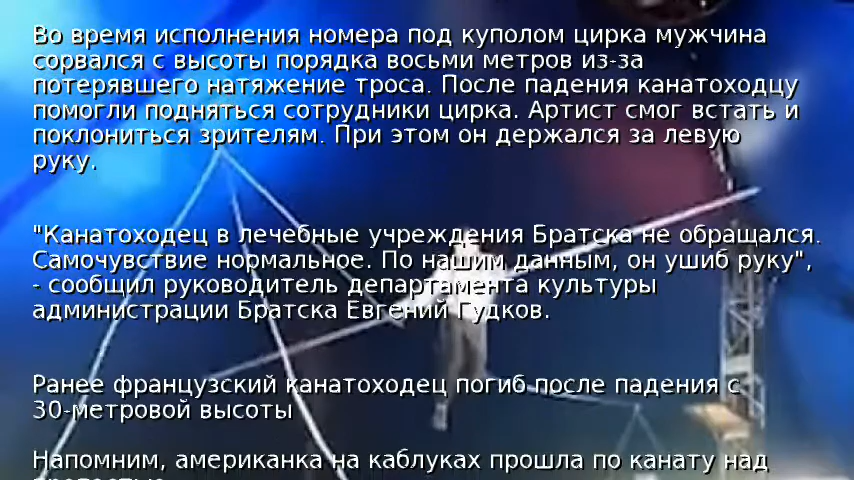 Во время исполнения номера под куполом цирка мужчина
сорвался с высоты порядка восьми метров из-за
потерявшего натяжение троса. После падения канатоходцу
помогли подняться сотрудники цирка. Артист смог встать и
поклониться зрителям. При этом он держался за левую
руку.
"Канатоходец в лечебные учреждения Братска не обращался.
Самочувствие нормальное. По нашим данным, он ушиб руку",
- сообщил руководитель департамента культуры
администрации Братска Евгений Гудков.
Ранее французский канатоходец погиб после падения с
30-метровой высоты
Напомним, американка на каблуках прошла по канату над